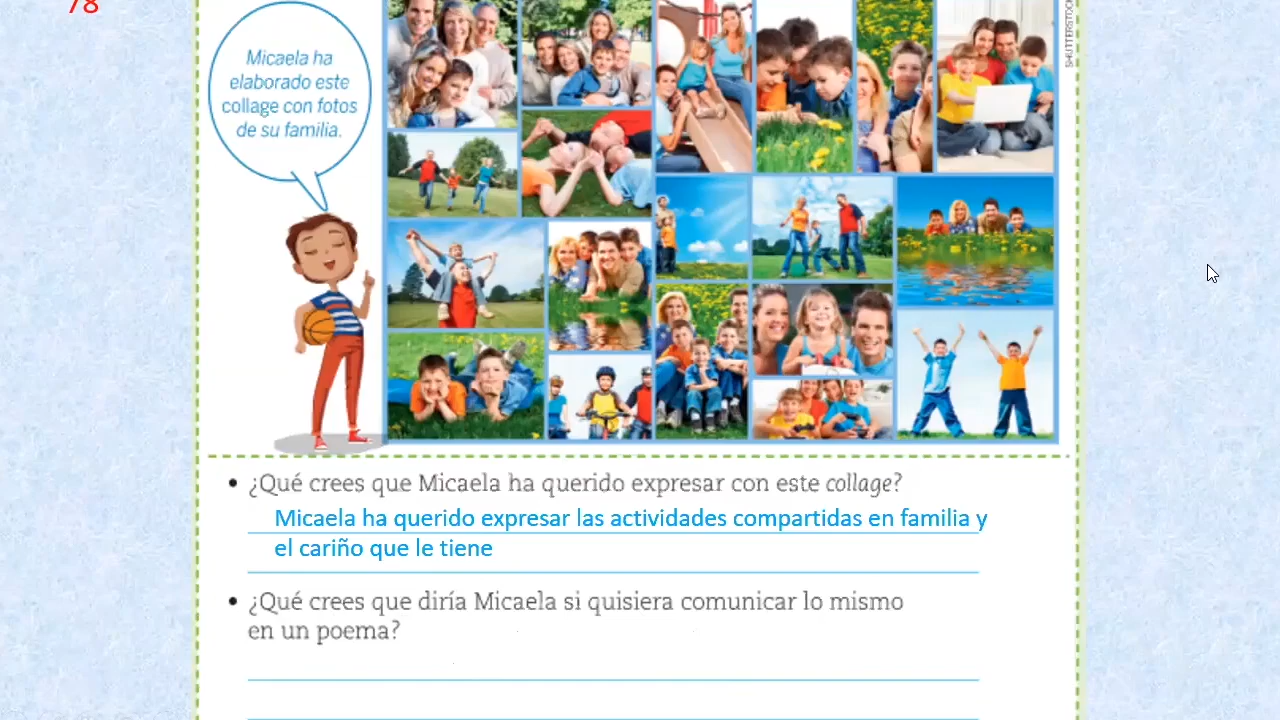 78
SHUTTERSTOCK
Micaela ha
elaborado este
collage con fotos
de su familia.
• ¿Qué crees que Micaela ha querido expresar con este collage?
Micaela ha querido expresar las actividades compartidas en familia y
el cariño que le tiene
• ¿Qué crees que diría Micaela si quisiera comunicar lo mismo
en un poema?